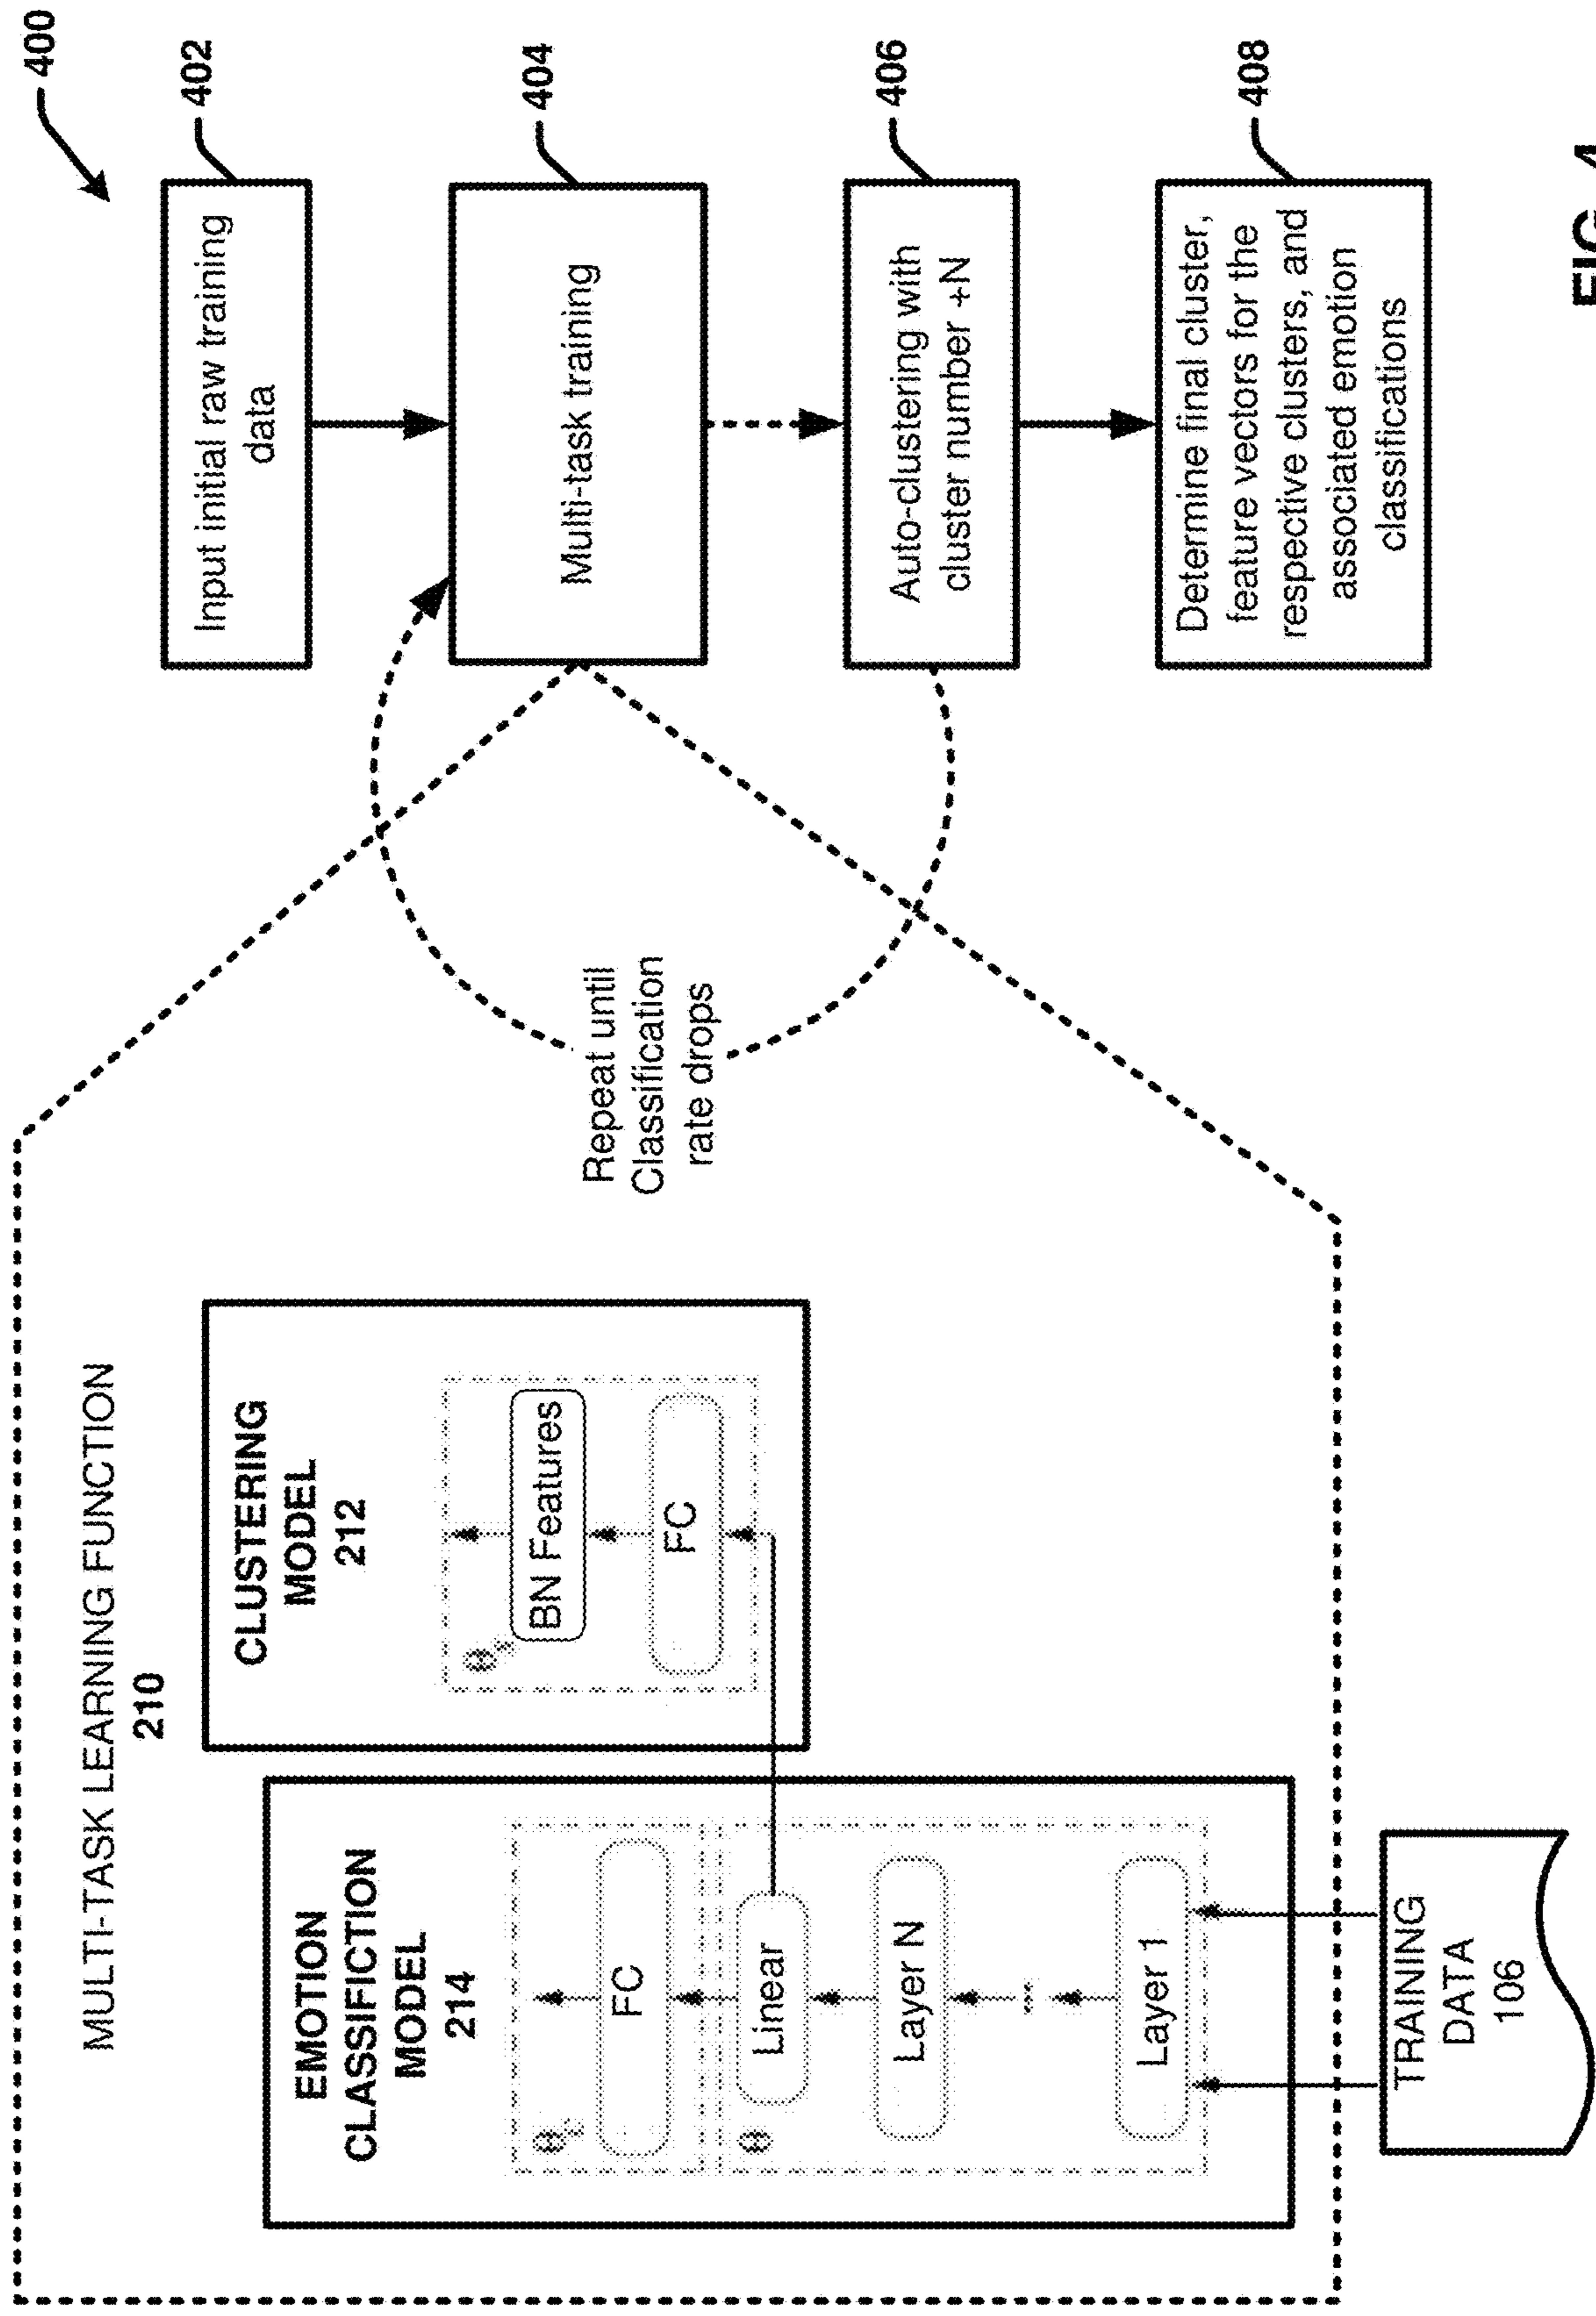 400
MULTI-TASK LEARNING FUNCTION
210
EMOTION
CLASSIFICTION
MODEL
214
FC
Linear
Layer N
...
Layer 1
θ
TRAINING
DATA
106
CLUSTERING
MODEL
212
BN Features
FC
Repeat until
Classification
rate drops
Input initial raw training
data
402
Multi-task training
404
Auto-clustering with
cluster number +N
406
Determine final cluster,
feature vectors for the
respective clusters, and
associated emotion
classifications
408
FIG. 4